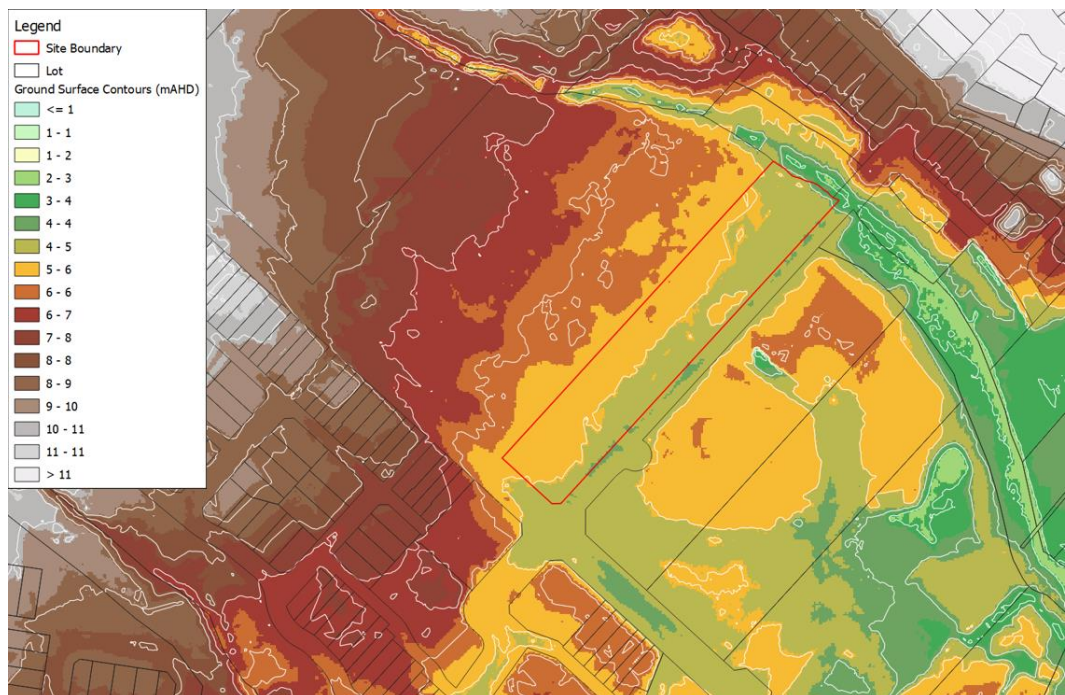 Legend
Site Boundary
Lot
Ground Surface Contours (mAHD)
<= 1
1 - 1
1 - 2
2 - 3
3 - 4
4 - 4
4 - 5
5 - 6
6 - 6
6 - 7
7 - 8
8 - 8
8 - 9
9 - 10
10 - 11
11 - 11
> 11